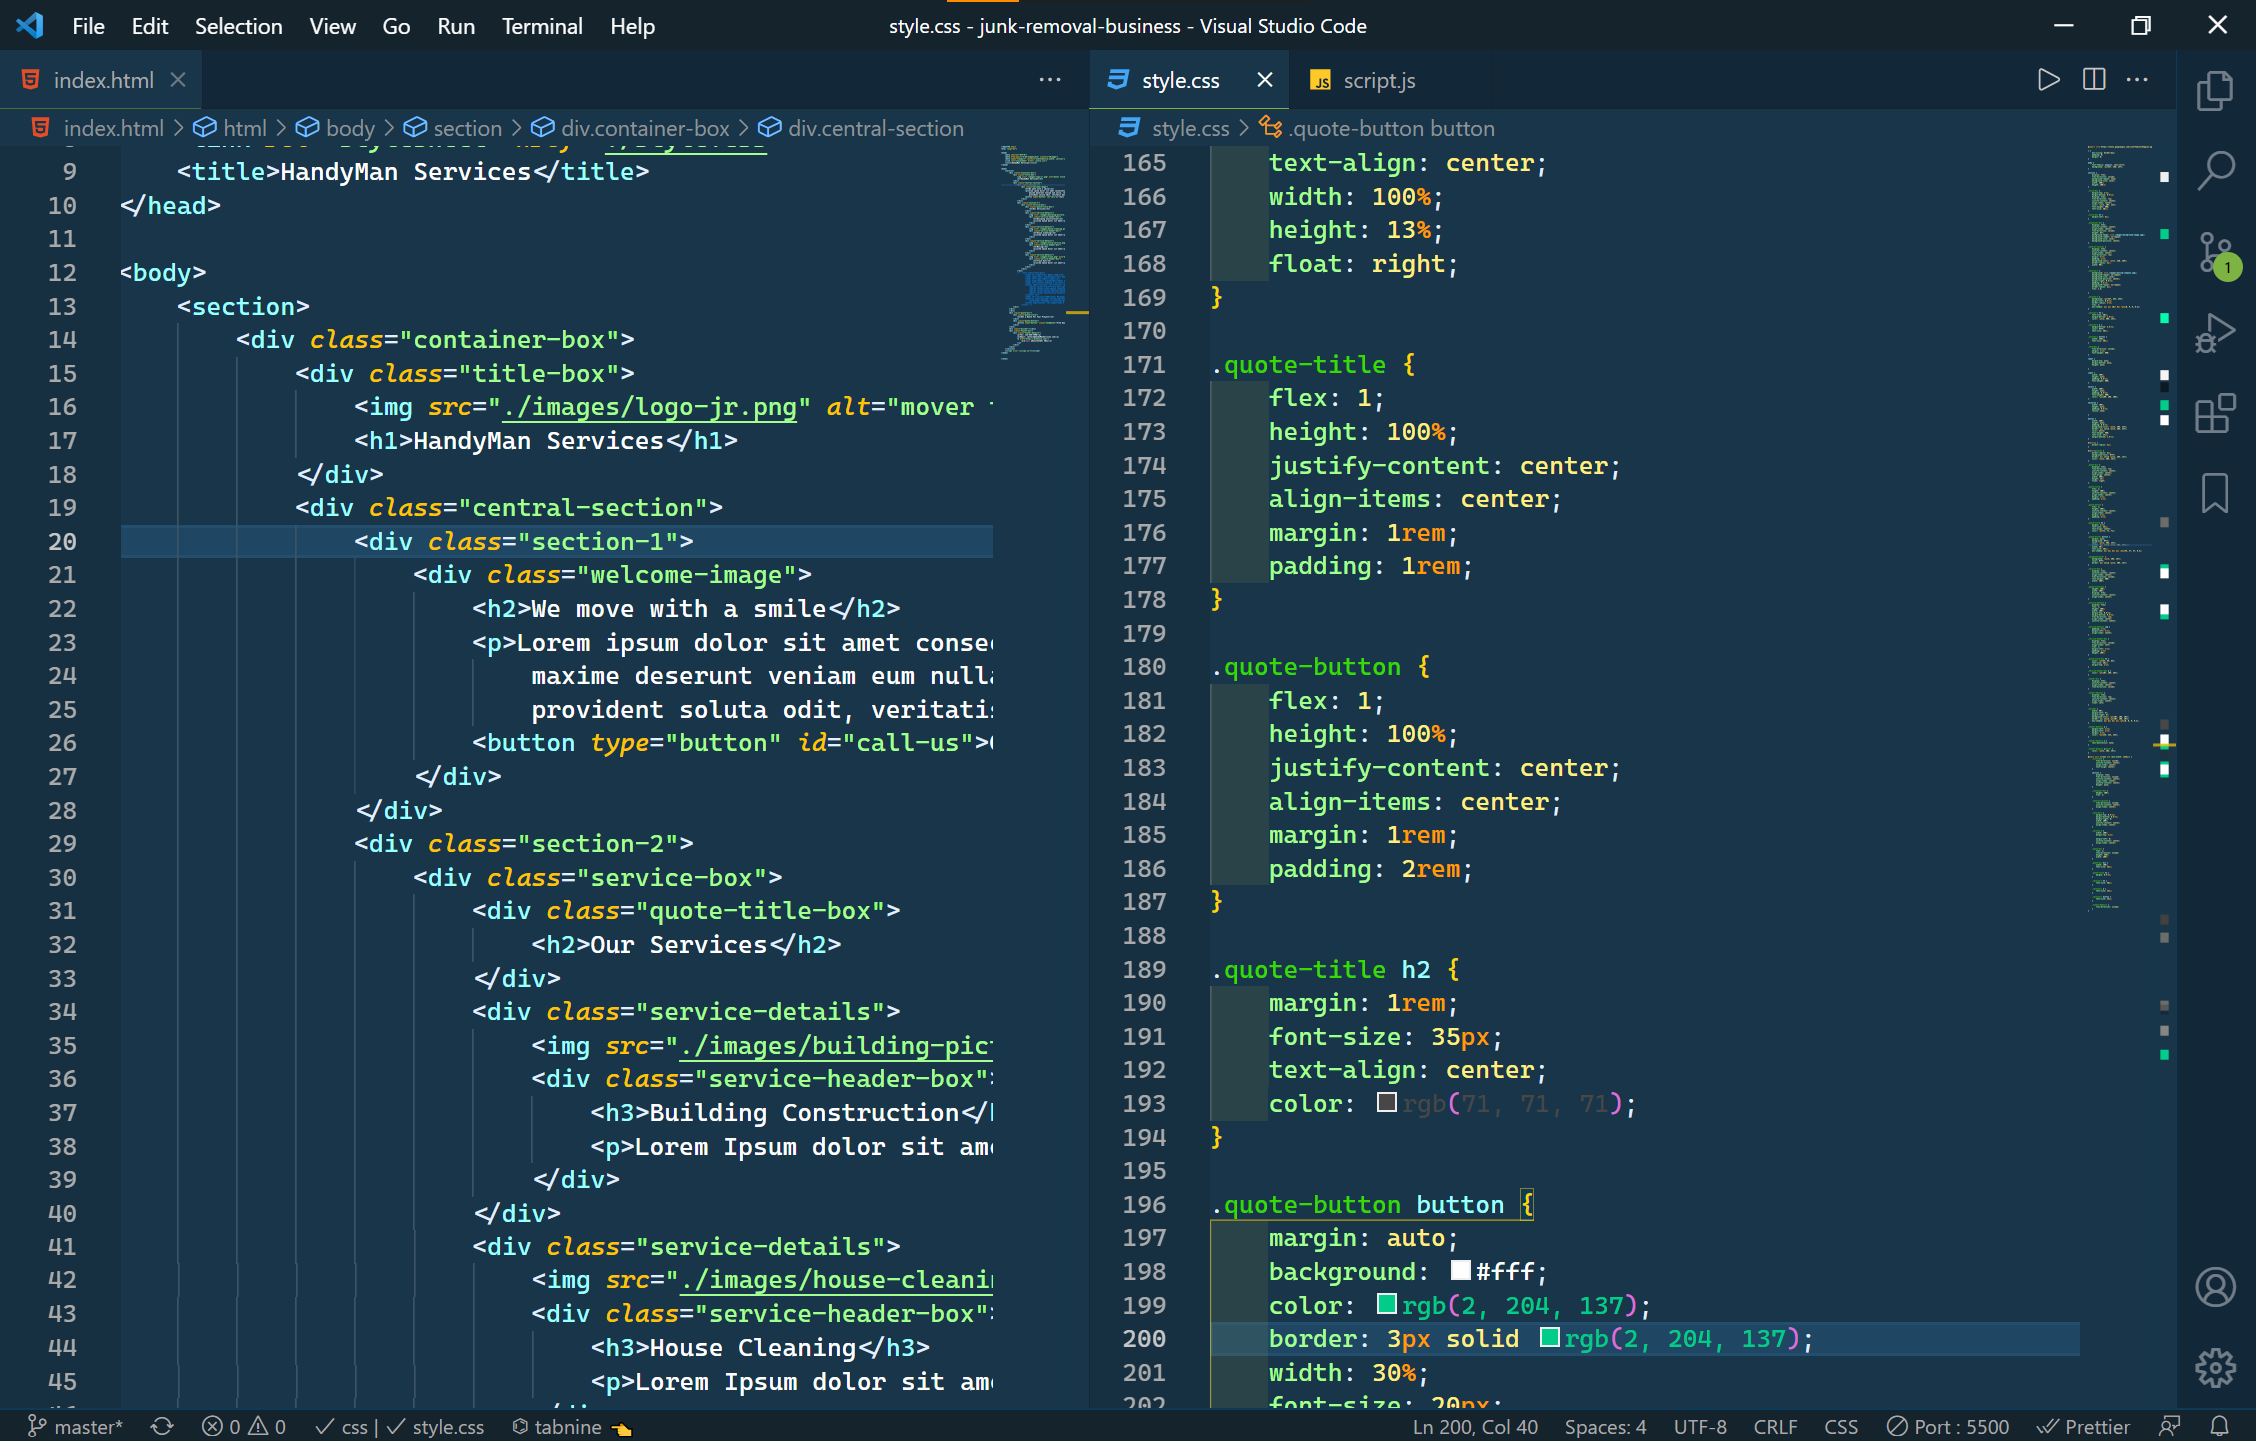 File Edit Selection View Go Run Terminal Help
style.css - junk-removal-business - Visual Studio Code
index.html
index.html > html > body > section > div.container-box > div.central-section
9 <title>HandyMan Services</title>
10 </head>
11
12 <body>
13 <section>
14 <div class="container-box">
15 <div class="title-box">
16 <img src="./images/logo-jr.png" alt="mover
17 <h1>HandyMan Services</h1>
18 </div>
19 <div class="central-section">
20 <div class="section-1">
21 <div class="welcome-image">
22 <h2>We move with a smile</h2>
23 <p>Lorem ipsum dolor sit amet conse
24 maxime deserunt veniam eum null
25 provident soluta odit, veritatis
26 <button type="button" id="call-us">
27 </div>
28 </div>
29 <div class="section-2">
30 <div class="service-box">
31 <div class="quote-title-box">
32 <h2>Our Services</h2>
33 </div>
34 <div class="service-details">
35 <img src="./images/building-pic
36 <div class="service-header-box"
37 <h3>Building Construction</
38 <p>Lorem Ipsum dolor sit am
39 </div>
40 </div>
41 <div class="service-details">
42 <img src="./images/house-cleani
43 <div class="service-header-box"
44 <h3>House Cleaning</h3>
45 <p>Lorem Ipsum dolor sit am
style.css script.js
style.css > .quote-button button
165 text-align: center;
166 width: 100%;
167 height: 13%;
168 float: right;
169 }
170
171 .quote-title {
172 flex: 1;
173 height: 100%;
174 justify-content: center;
175 align-items: center;
176 margin: 1rem;
177 padding: 1rem;
178 }
179
180 .quote-button {
181 flex: 1;
182 height: 100%;
183 justify-content: center;
184 align-items: center;
185 margin: 1rem;
186 padding: 2rem;
187 }
188
189 .quote-title h2 {
190 margin: 1rem;
191 font-size: 35px;
192 text-align: center;
193 color: rgb(71, 71, 71);
194 }
195
196 .quote-button button {
197 margin: auto;
198 background: #fff;
199 color: rgb(2, 204, 137);
200 border: 3px solid rgb(2, 204, 137);
201 width: 30%;
202 font-size: 20px;
1
master* 0 0 css | style.css tabnine Ln 200, Col 40 Spaces: 4 UTF-8 CRLF CSS Port : 5500 Prettier